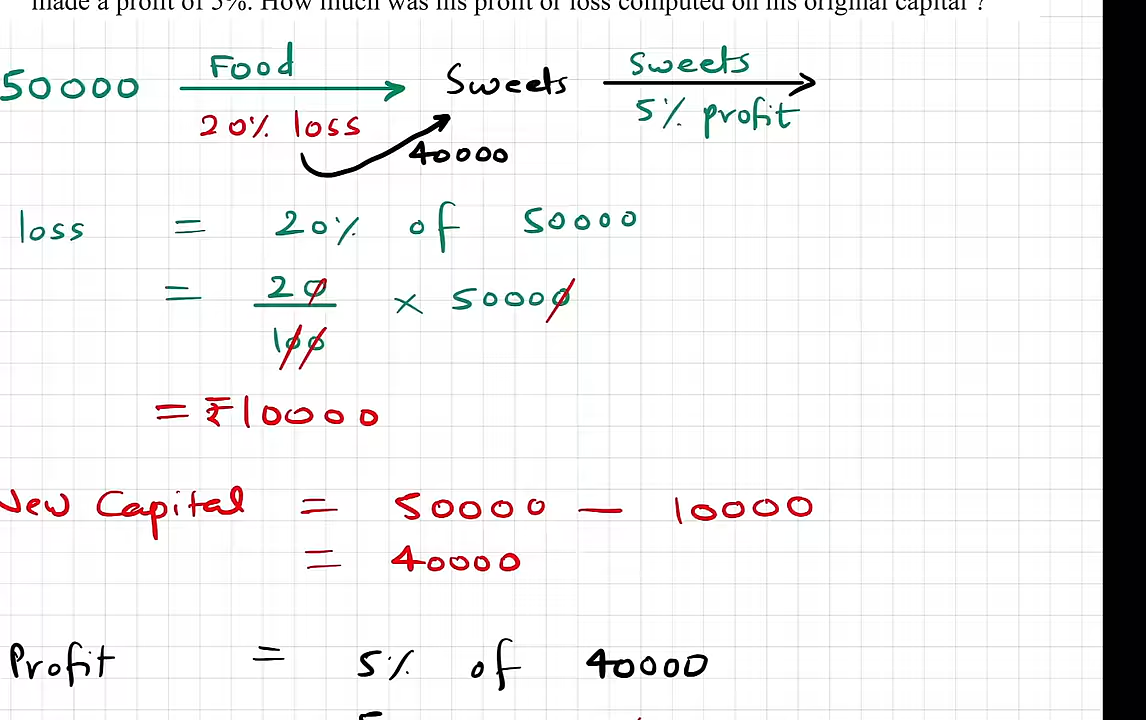 made a profit of 5%. How much was his profit or loss computed on his original capital ?
50000 Food Sweets Sweets
20% loss 40000 5% profit
loss = 20% of 50000
= 20/100 × 50000
= ₹10000
New Capital = 50000 — 10000
= 40000
Profit = 5% of 40000
5